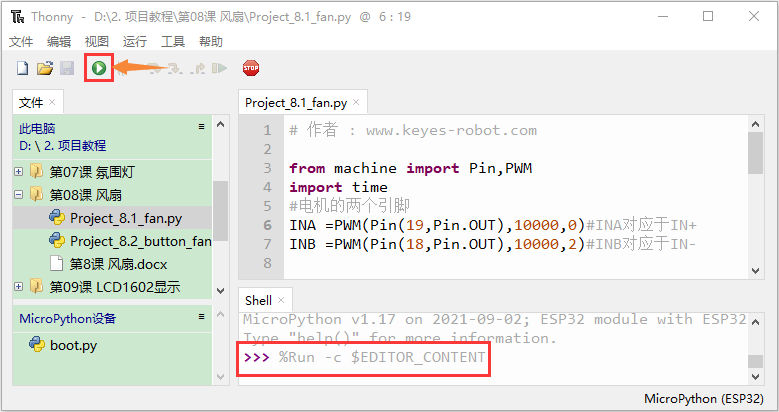 Thonny - D:\2. 项目教程\第08课 风扇\Project_8.1_fan.py @ 6 : 19
文件 编辑 视图 运行 工具 帮助
STOP
文件
此电脑
D: \ 2. 项目教程
第07课 氛围灯
第08课 风扇
Project_8.1_fan.py
Project_8.2_button_fan
第8课 风扇.docx
第09课 LCD1602显示
MicroPython设备
boot.py
Project_8.1_fan.py
1 # 作者 : www.keyes-robot.com
2
3 from machine import Pin,PWM
4 import time
5 #电机的两个引脚
6 INA =PWM(Pin(19,Pin.OUT),10000,0)#INA对应于IN+
7 INB =PWM(Pin(18,Pin.OUT),10000,2)#INB对应于IN-
8
Shell
MicroPython v1.17 on 2021-09-02; ESP32 module with ESP32
Type "help()" for more information.
>>> %Run -c $EDITOR_CONTENT
MicroPython (ESP32)